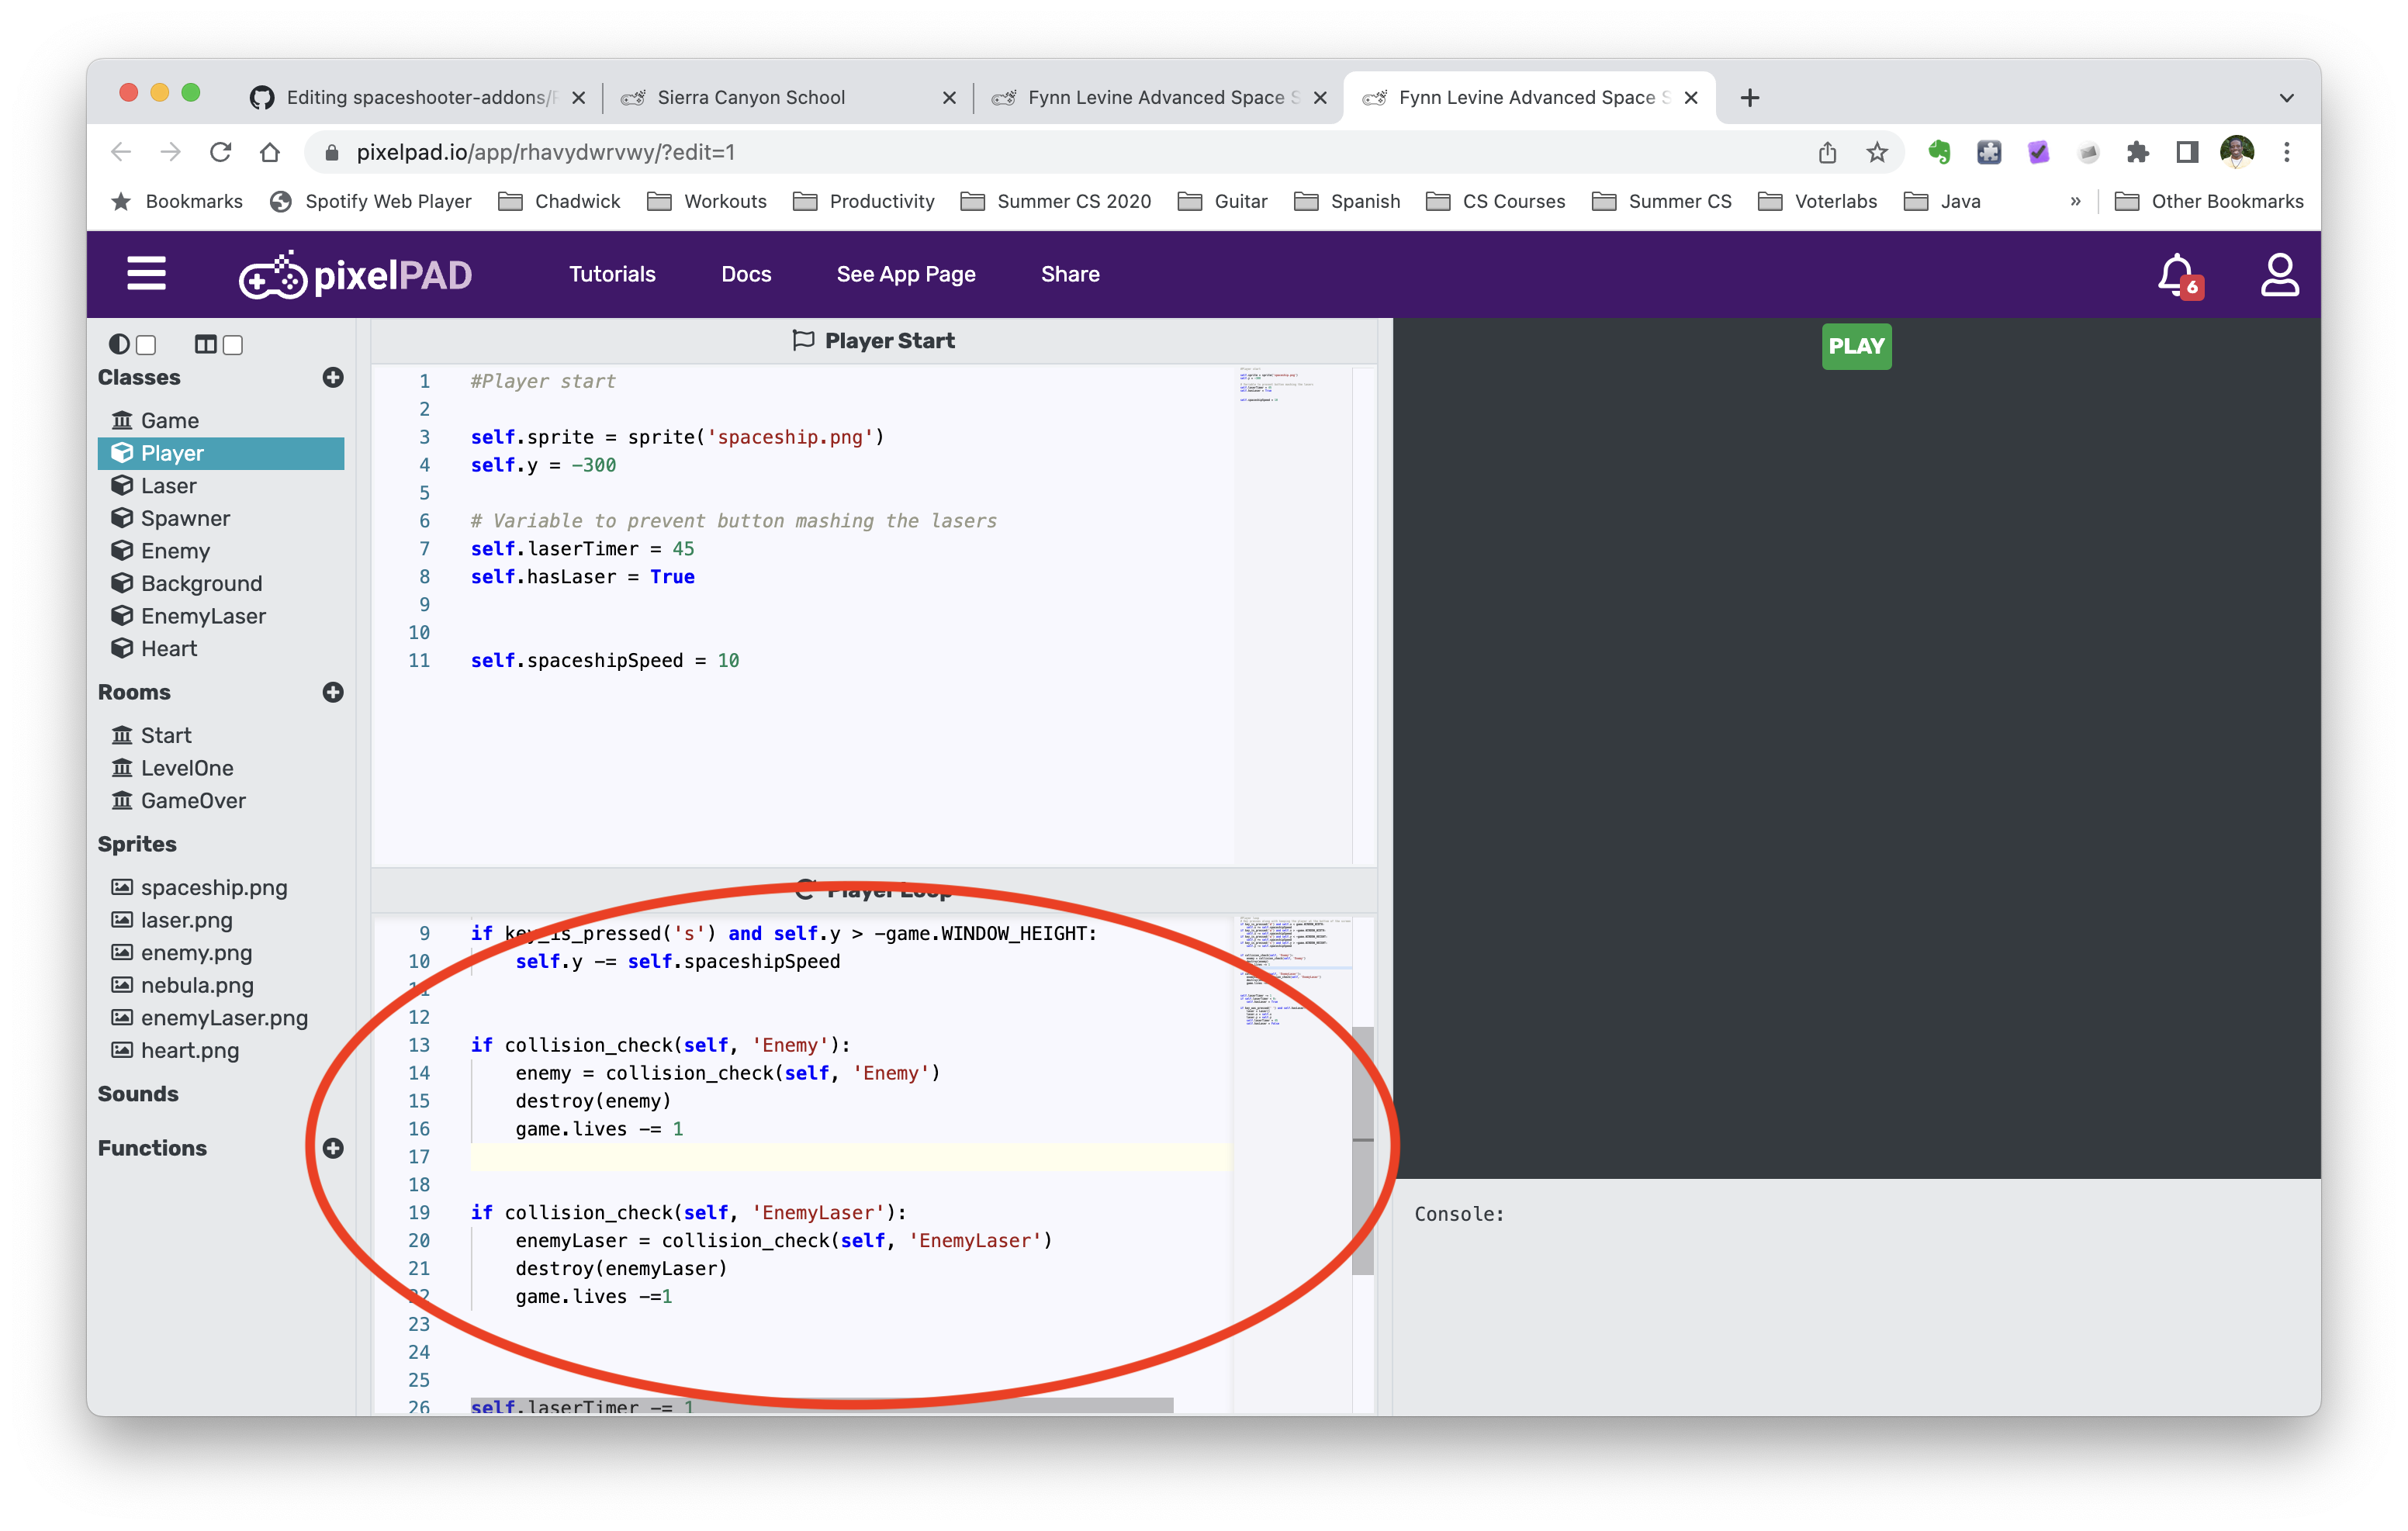 Editing spaceshooter-addons/
Sierra Canyon School
Fynn Levine Advanced Space
Fynn Levine Advanced Space
pixelpad.io/app/rhavydwrvwy/?edit=1
Bookmarks Spotify Web Player Chadwick Workouts Productivity Summer CS 2020 Guitar Spanish CS Courses Summer CS Voterlabs Java » Other Bookmarks
pixelPAD Tutorials Docs See App Page Share 6
Classes
Game
Player
Laser
Spawner
Enemy
Background
EnemyLaser
Heart
Rooms
Start
LevelOne
GameOver
Sprites
spaceship.png
laser.png
enemy.png
nebula.png
enemyLaser.png
heart.png
Sounds
Functions
Player Start
1 #Player start
2
3 self.sprite = sprite('spaceship.png')
4 self.y = -300
5
6 # Variable to prevent button mashing the lasers
7 self.laserTimer = 45
8 self.hasLaser = True
9
10
11 self.spaceshipSpeed = 10
Player Loop
9 if key_is_pressed('s') and self.y > -game.WINDOW_HEIGHT:
10 self.y -= self.spaceshipSpeed
11
12
13 if collision_check(self, 'Enemy'):
14 enemy = collision_check(self, 'Enemy')
15 destroy(enemy)
16 game.lives -= 1
17
18
19 if collision_check(self, 'EnemyLaser'):
20 enemyLaser = collision_check(self, 'EnemyLaser')
21 destroy(enemyLaser)
22 game.lives -=1
23
24
25
26 self.laserTimer -= 1
PLAY
Console: